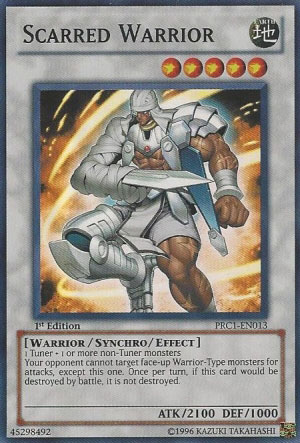 SCARRED WARRIOR
EARTH
地
1st Edition
PRC1-EN013
[WARRIOR / SYNCHRO / EFFECT]
1 Tuner + 1 or more non-Tuner monsters
Your opponent cannot target face-up Warrior-Type monsters for
attacks, except this one. Once per turn, if this card would
be destroyed by battle, it is not destroyed.
ATK/2100 DEF/1000
45298492
©1996 KAZUKI TAKAHASHI